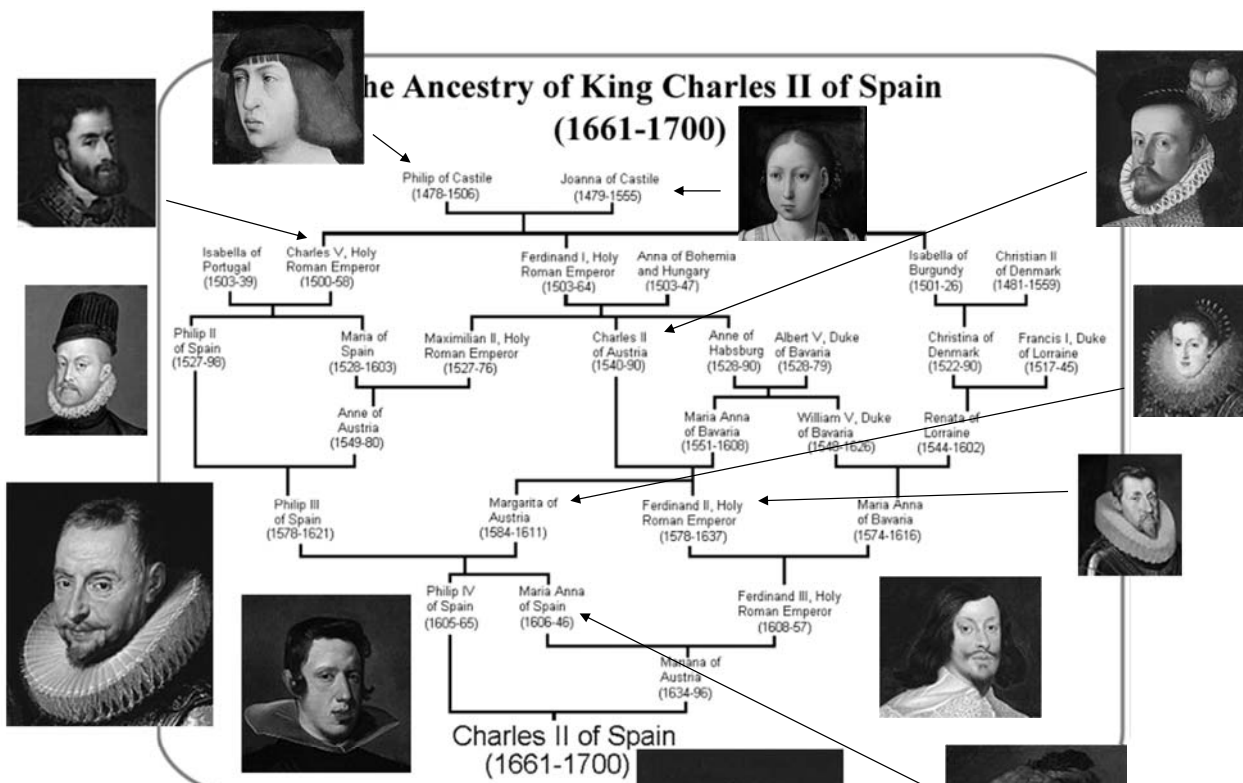 he Ancestry of King Charles II of Spain
(1661-1700)
Philip of Castile
(1478-1506)
Joanna of Castile
(1479-1555)
Isabella of
Portugal
(1503-39)
Charles V, Holy
Roman Emperor
(1500-58)
Ferdinand I, Holy
Roman Emperor
(1503-64)
Anna of Bohemia
and Hungary
(1503-47)
Isabella of
Burgundy
(1501-26)
Christian II
of Denmark
(1481-1559)
Philip II
of Spain
(1527-98)
Maria of
Spain
(1528-1603)
Maximilian II, Holy
Roman Emperor
(1527-76)
Charles II
of Austria
(1540-90)
Anne of
Habsburg
(1528-90)
Albert V, Duke
of Bavaria
(1528-79)
Christina of
Denmark
(1522-90)
Francis I, Duke
of Lorraine
(1517-45)
Anne of
Austria
(1549-80)
Maria Anna
of Bavaria
(1551-1608)
William V, Duke
of Bavaria
(1548-1626)
Renata of
Lorraine
(1544-1602)
Philip III
of Spain
(1578-1621)
Margarita of
Austria
(1584-1611)
Ferdinand II, Holy
Roman Emperor
(1578-1637)
Maria Anna
of Bavaria
(1574-1616)
Philip IV
of Spain
(1605-65)
Maria Anna
of Spain
(1606-46)
Ferdinand III, Holy
Roman Emperor
(1608-57)
Mariana of
Austria
(1634-96)
Charles II of Spain
(1661-1700)